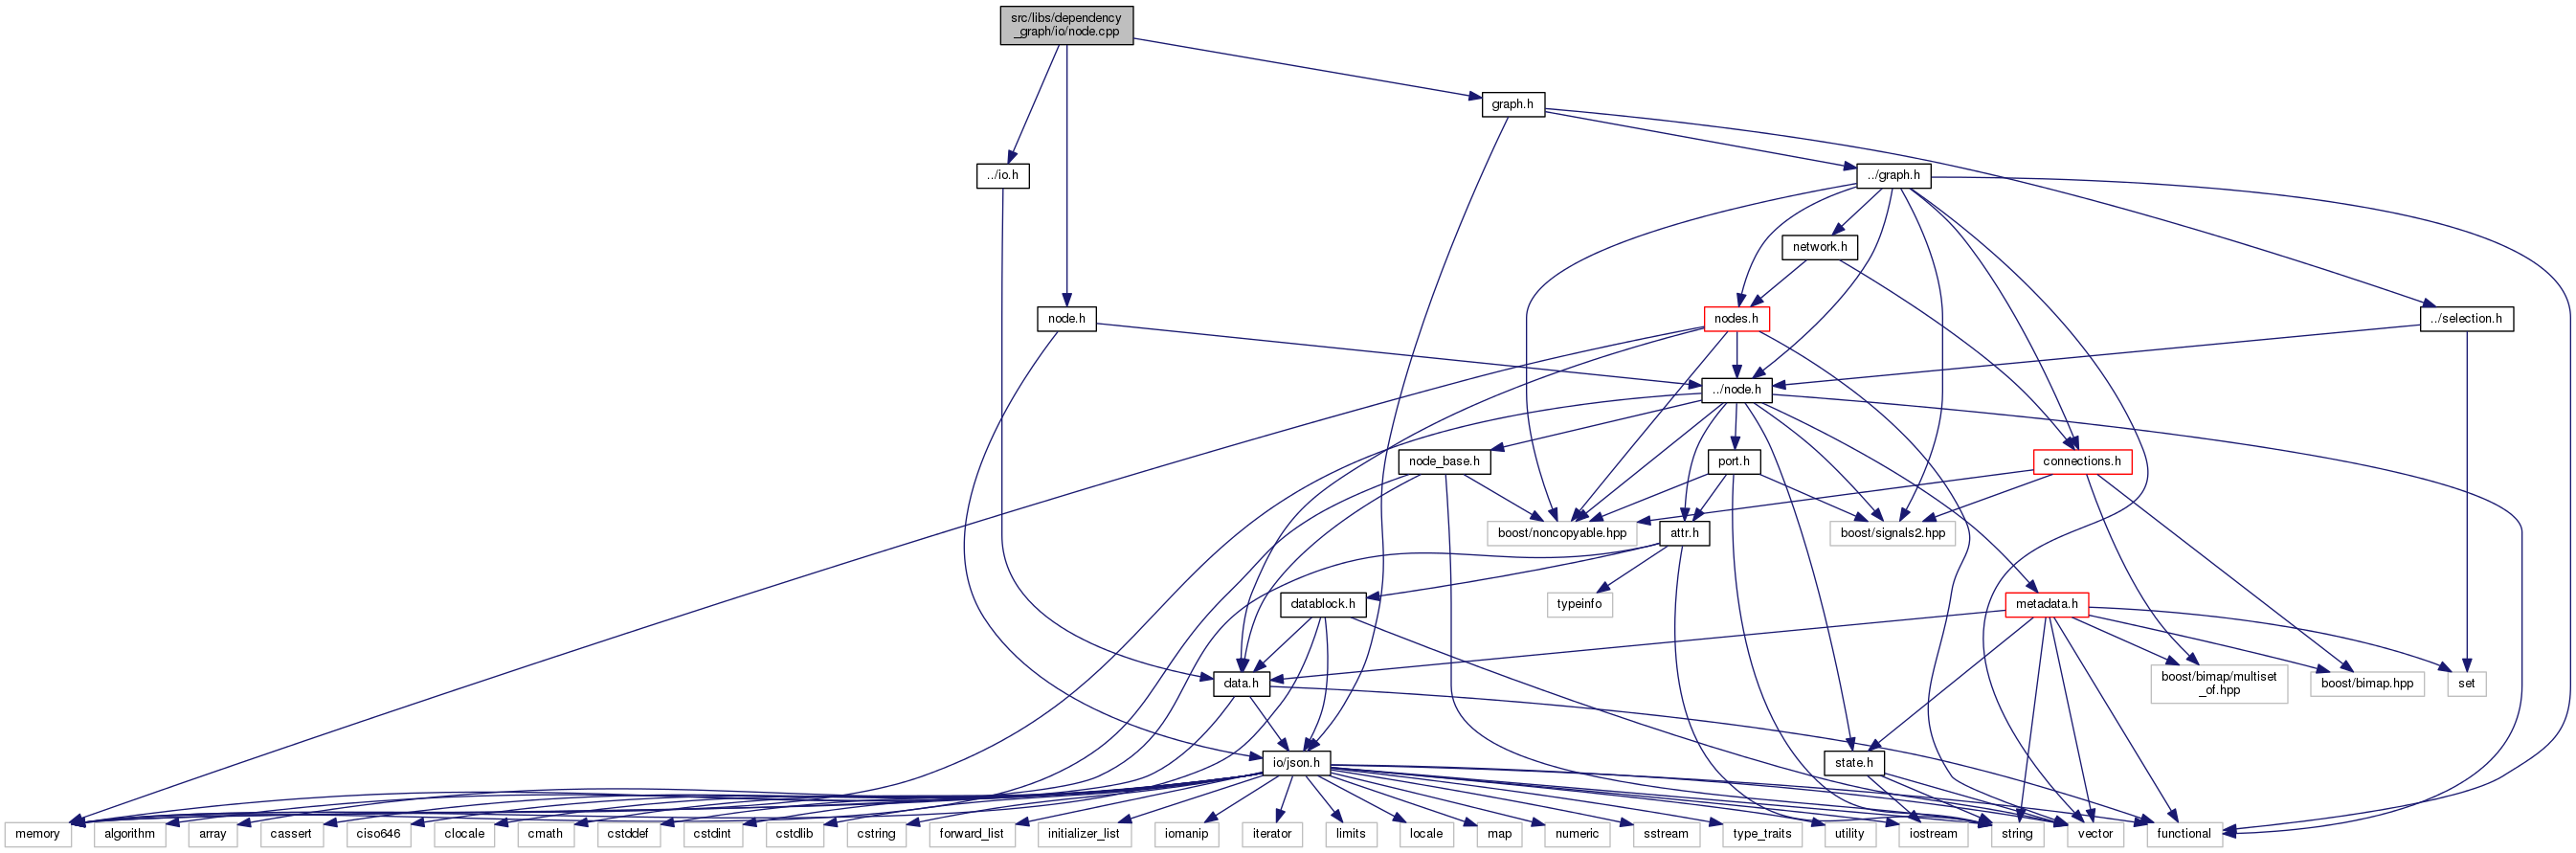 src/libs/dependency
_graph/io/node.cpp
graph.h
../io.h
../graph.h
network.h
node.h
nodes.h
../selection.h
../node.h
node_base.h
port.h
connections.h
boost/noncopyable.hpp
attr.h
boost/signals2.hpp
datablock.h
typeinfo
metadata.h
data.h
boost/bimap/multiset
_of.hpp
boost/bimap.hpp
set
io/json.h
state.h
memory
algorithm
array
cassert
ciso646
clocale
cmath
cstddef
cstdint
cstdlib
cstring
forward_list
initializer_list
iomanip
iterator
limits
locale
map
numeric
sstream
type_traits
utility
iostream
string
vector
functional